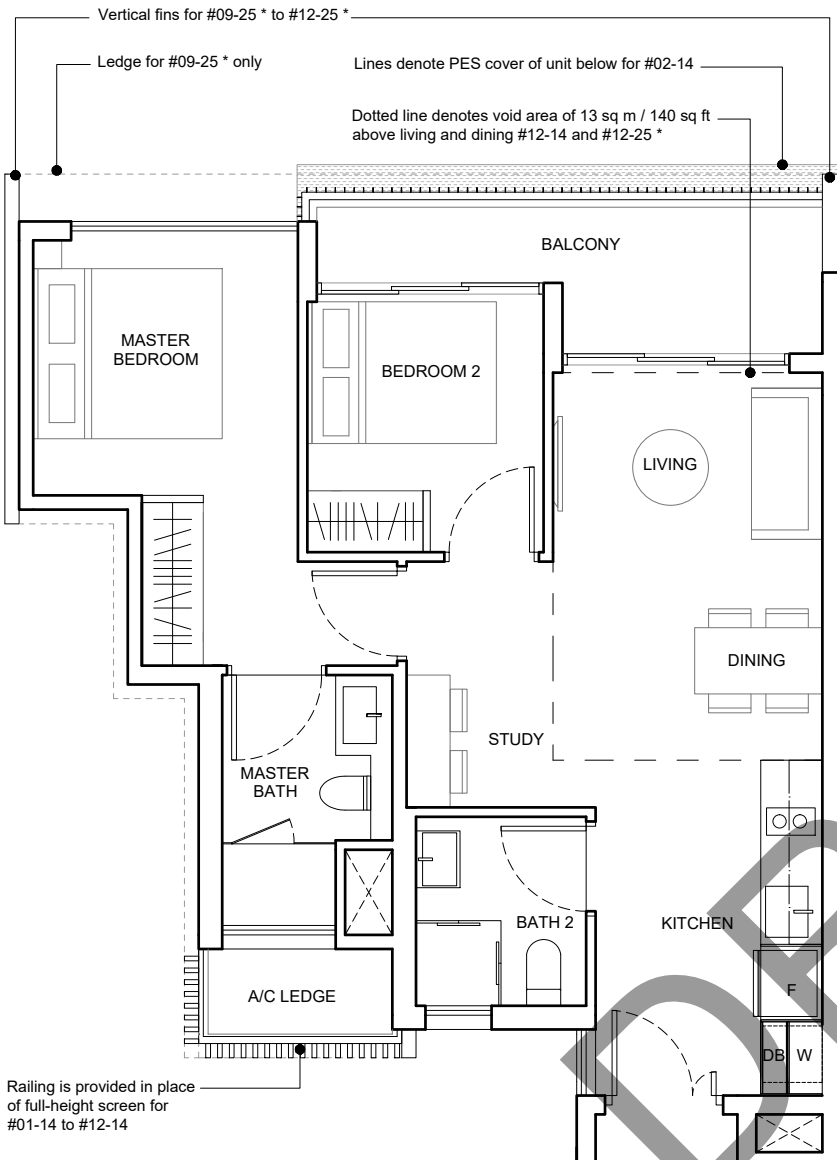 Vertical fins for #09-25 * to #12-25 *
Ledge for #09-25 * only
Lines denote PES cover of unit below for #02-14
Dotted line denotes void area of 13 sq m / 140 sq ft
above living and dining #12-14 and #12-25 *
BALCONY
MASTER
BEDROOM
BEDROOM 2
LIVING
DINING
STUDY
MASTER
BATH
BATH 2
KITCHEN
A/C LEDGE
F
DB W
Railing is provided in place
of full-height screen for
#01-14 to #12-14